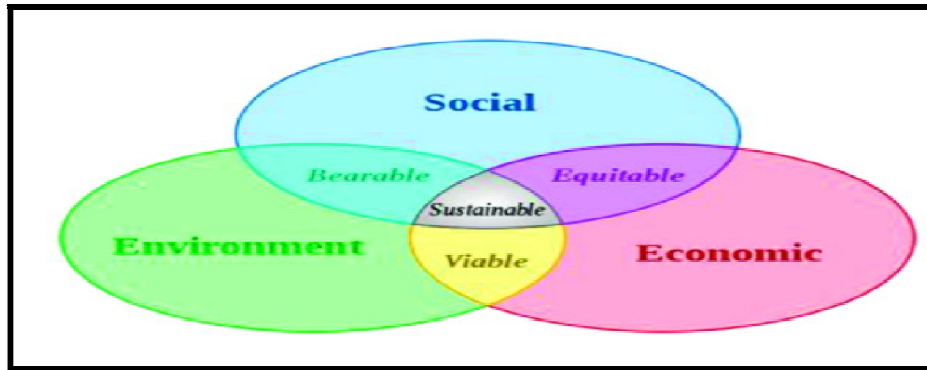 Social
Bearable
Equitable
Sustainable
Environment
Viable
Economic